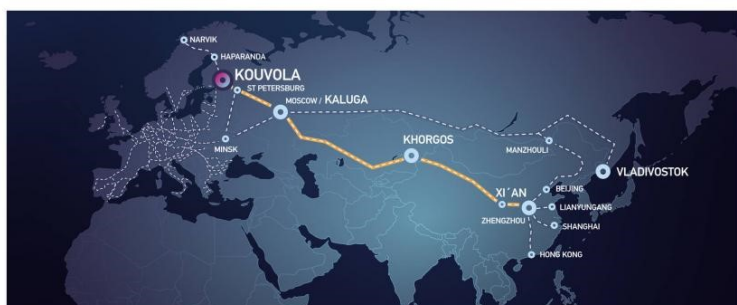 NARVIK
HAPARANDA
KOUVOLA
ST PETERSBURG
MOSCOW / KALUGA
MINSK
KHORGOS
MANZHOULI
VLADIVOSTOK
XI´AN
BEIJING
ZHENGZHOU
LIANYUNGANG
SHANGHAI
HONG KONG